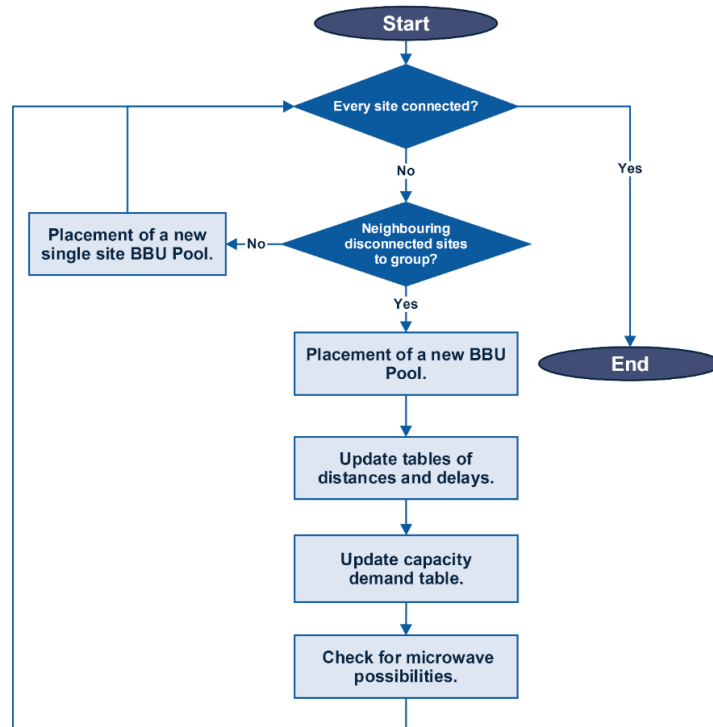 Start
Every site connected?
No
Yes
Neighbouring
disconnected sites
to group?
No
Placement of a new
single site BBU Pool.
Yes
Placement of a new BBU
Pool.
End
Update tables of
distances and delays.
Update capacity
demand table.
Check for microwave
possibilities.